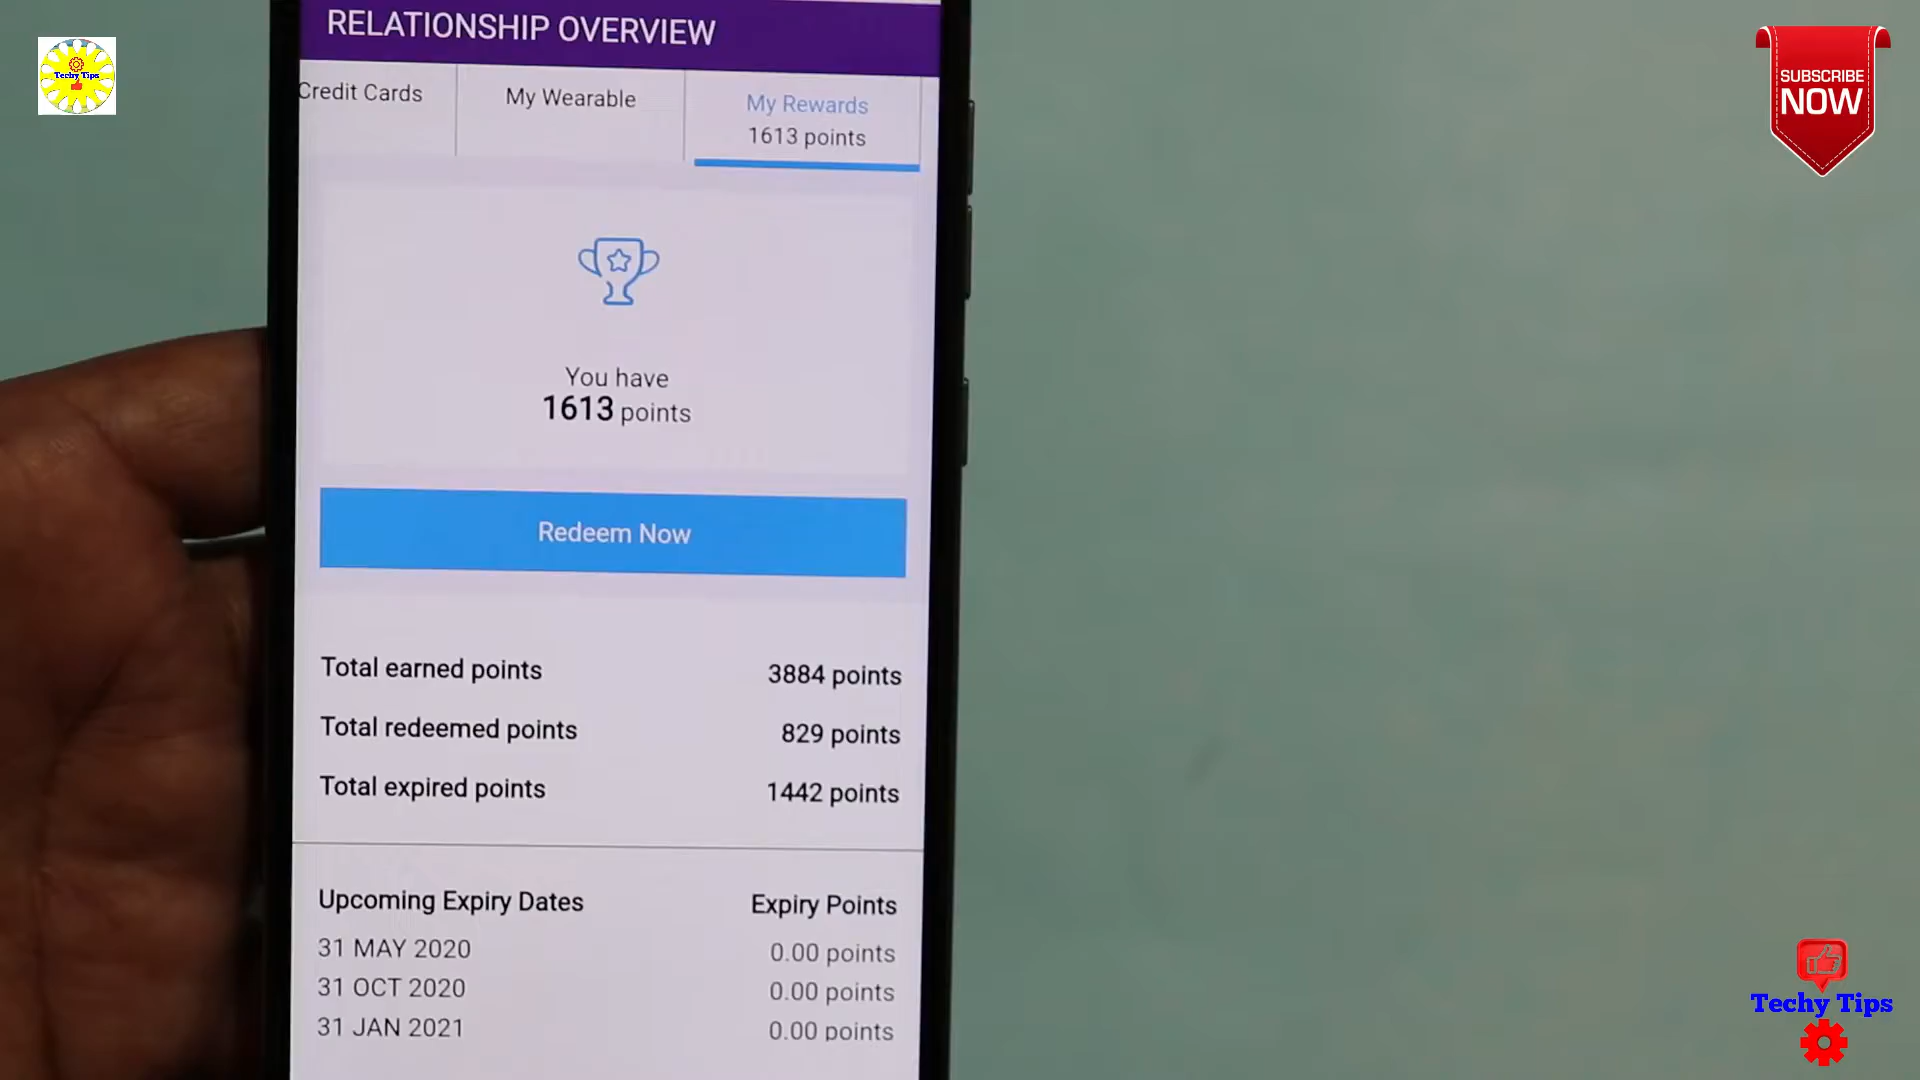 RELATIONSHIP OVERVIEW
Techy Tips
SUBSCRIBE
NOW
Credit Cards
My Wearable
My Rewards
1613 points
You have
1613 points
Redeem Now
Total earned points 3884 points
Total redeemed points 829 points
Total expired points 1442 points
Upcoming Expiry Dates Expiry Points
31 MAY 2020 0.00 points
31 OCT 2020 0.00 points
31 JAN 2021 0.00 points
Techy Tips